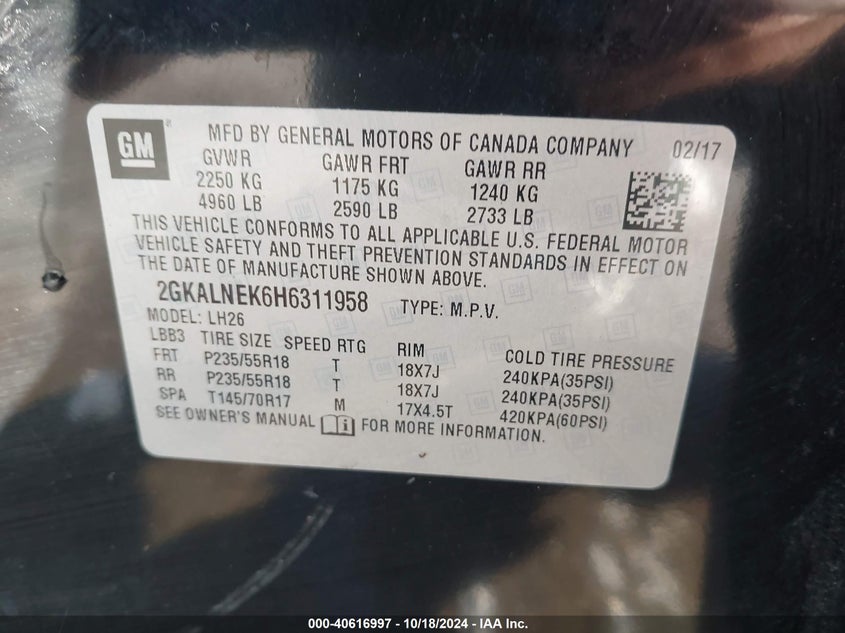 GM MFD BY GENERAL MOTORS OF CANADA COMPANY 02/17
GVWR GAWR FRT GAWR RR
2250 KG 1175 KG 1240 KG
4960 LB 2590 LB 2733 LB
THIS VEHICLE CONFORMS TO ALL APPLICABLE U.S. FEDERAL MOTOR
VEHICLE SAFETY AND THEFT PREVENTION STANDARDS IN EFFECT ON
THE DATE OF MANUFACTURE SHOWN ABOVE.
2GKALNEK6H6311958 TYPE: M.P.V.
MODEL: LH26
LBB3 TIRE SIZE SPEED RTG RIM COLD TIRE PRESSURE
FRT P235/55R18 T 18X7J 240KPA(35PSI)
RR P235/55R18 T 18X7J 240KPA(35PSI)
SPA T145/70R17 M 17X4.5T 420KPA(60PSI)
SEE OWNER'S MANUAL FOR MORE INFORMATION.
000-40616997 - 10/18/2024 - IAA Inc.